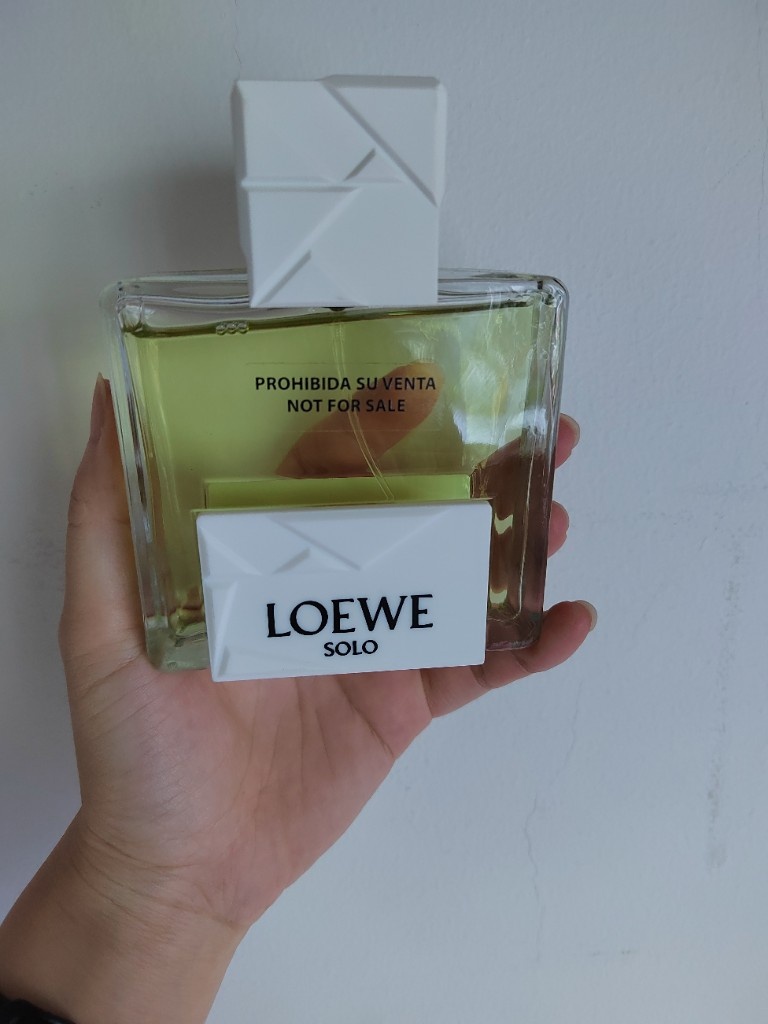 PROHIBIDA SU VENTA
NOT FOR SALE
LOEWE
SOLO